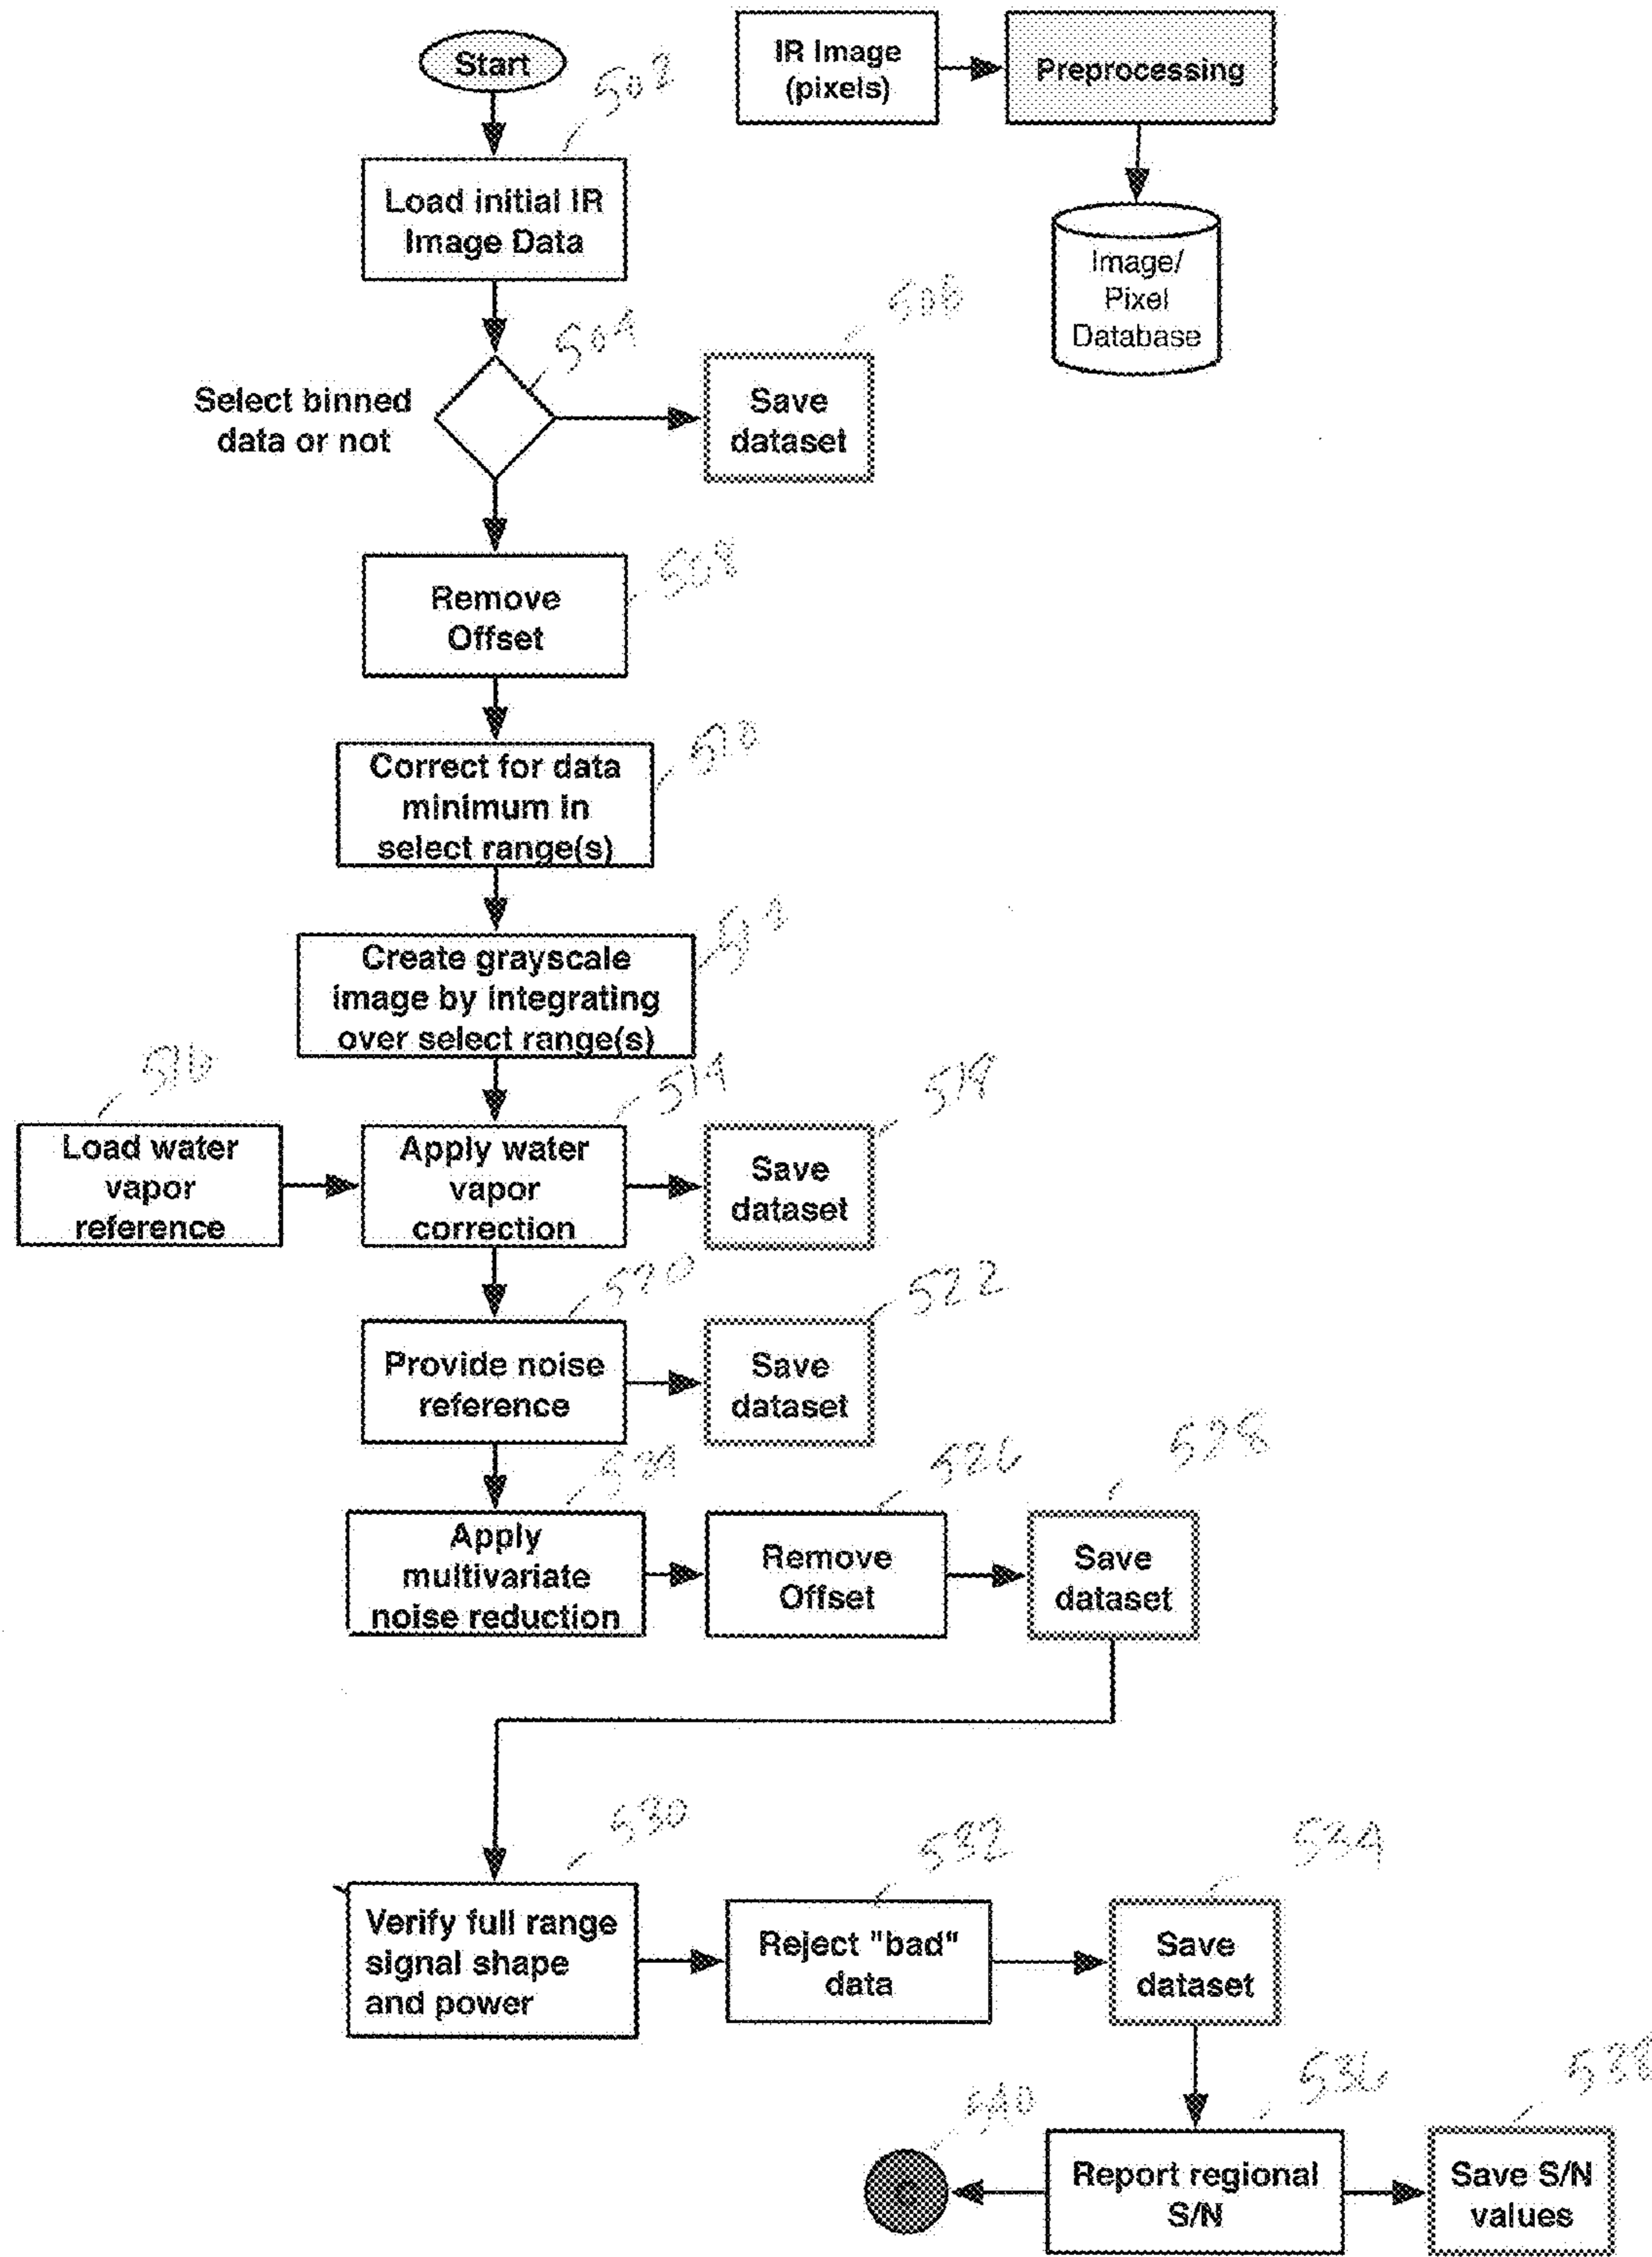 Start
502
IR Image
(pixels)
Preprocessing
Load initial IR
Image Data
Image/
Pixel
Database
504
506
Select binned
data or not
Save
dataset
508
Remove
Offset
510
Correct for data
minimum in
select range(s)
Create grayscale
image by integrating
over select range(s)
516
514
518
Load water
vapor
reference
Apply water
vapor
correction
Save
dataset
520
522
Provide noise
reference
Save
dataset
524
526
528
Apply
multivariate
noise reduction
Remove
Offset
Save
dataset
530
532
534
Verify full range
signal shape
and power
Reject "bad"
data
Save
dataset
540
536
538
Report regional
S/N
Save S/N
values